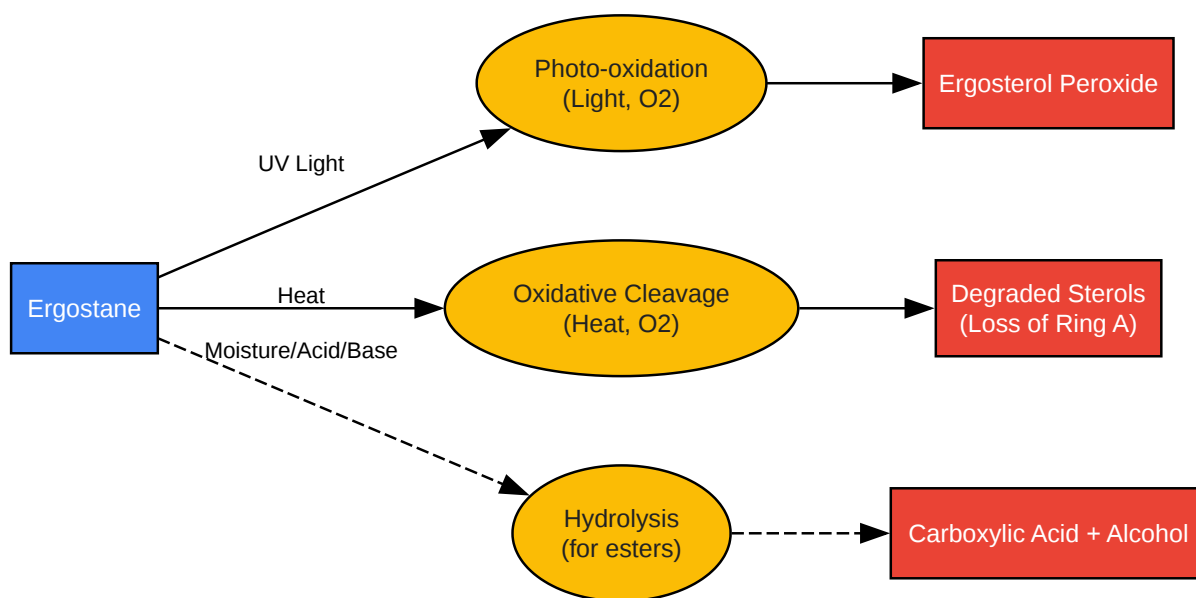 Photo-oxidation
(Light, O2)
Ergosterol Peroxide
UV Light
Ergostane
Heat
Oxidative Cleavage
(Heat, O2)
Degraded Sterols
(Loss of Ring A)
Moisture/Acid/Base
Hydrolysis
(for esters)
Carboxylic Acid + Alcohol